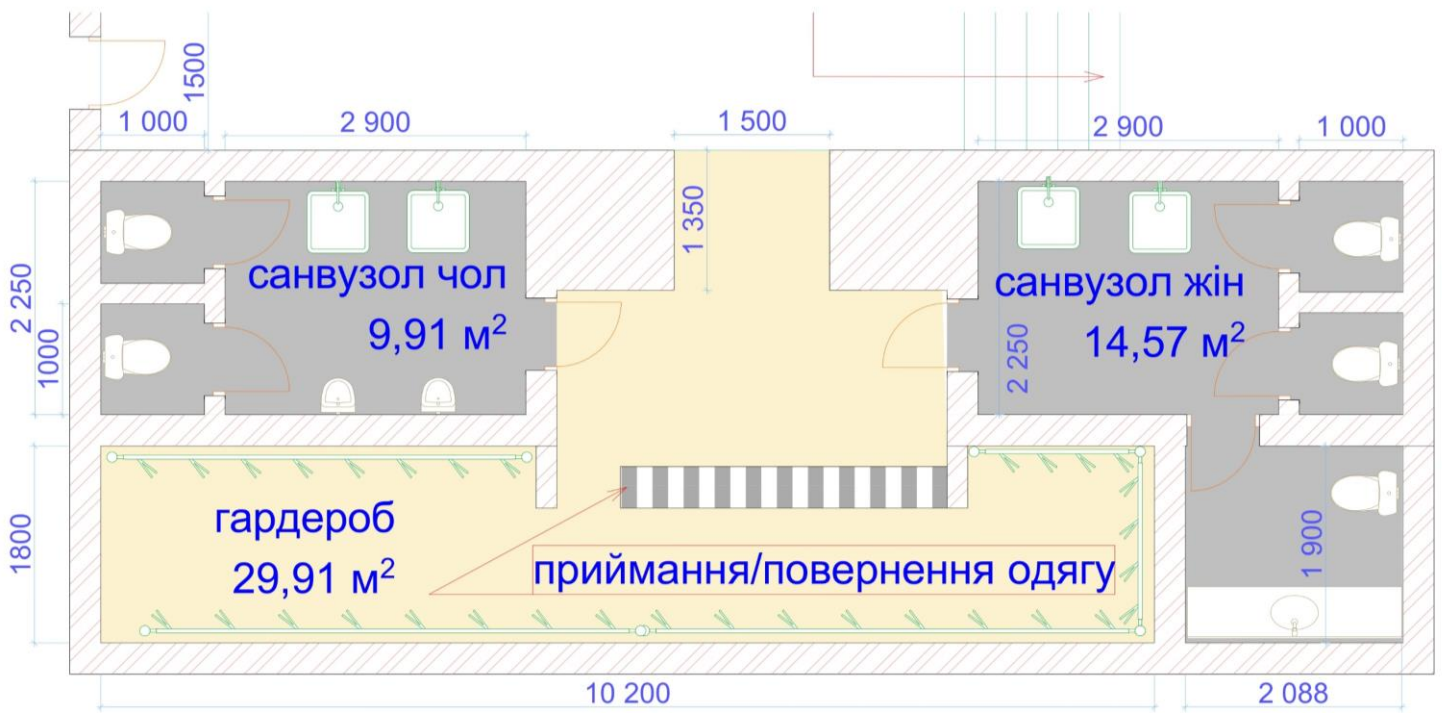 1500
1 000
2 900
1 500
2 900
1 000
1 350
2 250
1000
санвузол чол
9,91 м²
санвузол жін
14,57 м²
2 250
1800
гардероб
29,91 м²
приймання/повернення одягу
1 900
10 200
2 088